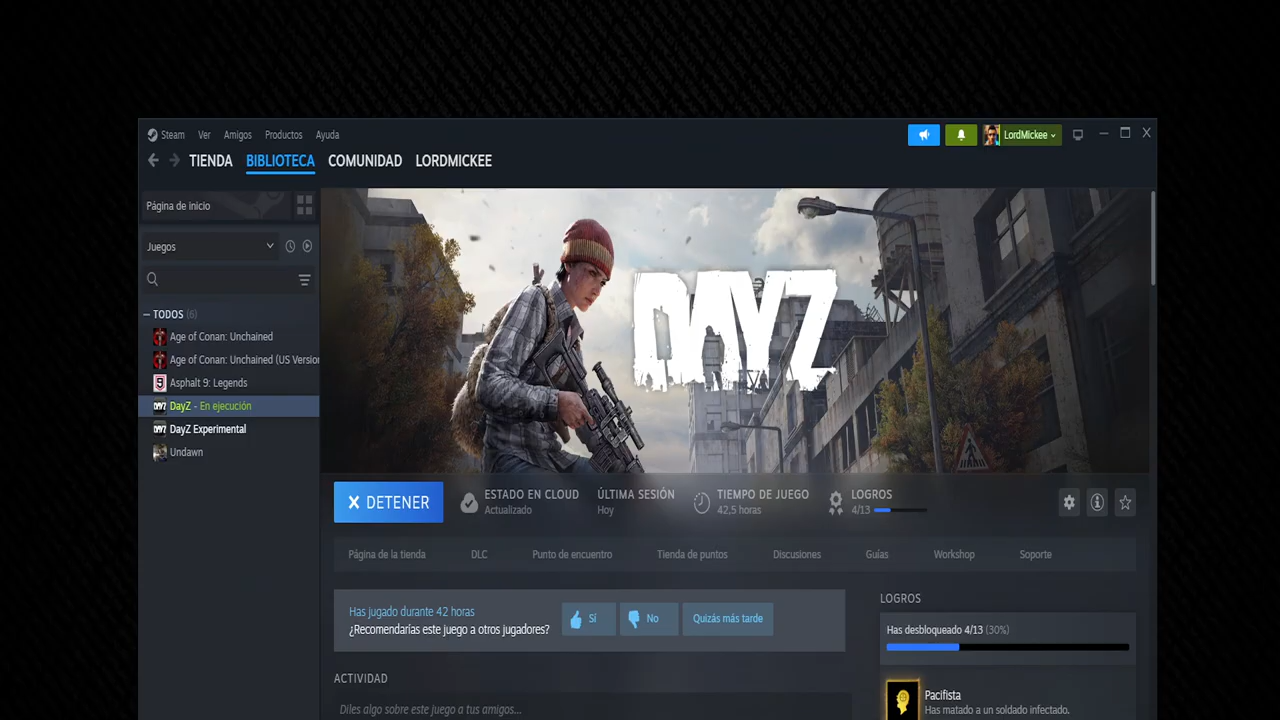 Steam Ver Amigos Productos Ayuda
LordMickee
TIENDA BIBLIOTECA COMUNIDAD LORDMICKEE
Página de inicio
Juegos
TODOS (6)
Age of Conan: Unchained
Age of Conan: Unchained (US Versio
Asphalt 9: Legends
DayZ - En ejecución
DayZ Experimental
Undawn
DAYZ
DETENER
ESTADO EN CLOUD
Actualizado
ÚLTIMA SESIÓN
Hoy
TIEMPO DE JUEGO
42,5 horas
LOGROS
4/13
Página de la tienda DLC Punto de encuentro Tienda de puntos Discusiones Guías Workshop Soporte
Has jugado durante 42 horas
¿Recomendarías este juego a otros jugadores?
Sí No Quizás más tarde
ACTIVIDAD
Diles algo sobre este juego a tus amigos...
LOGROS
Has desbloqueado 4/13 (30%)
Pacifista
Has matado a un soldado infectado.